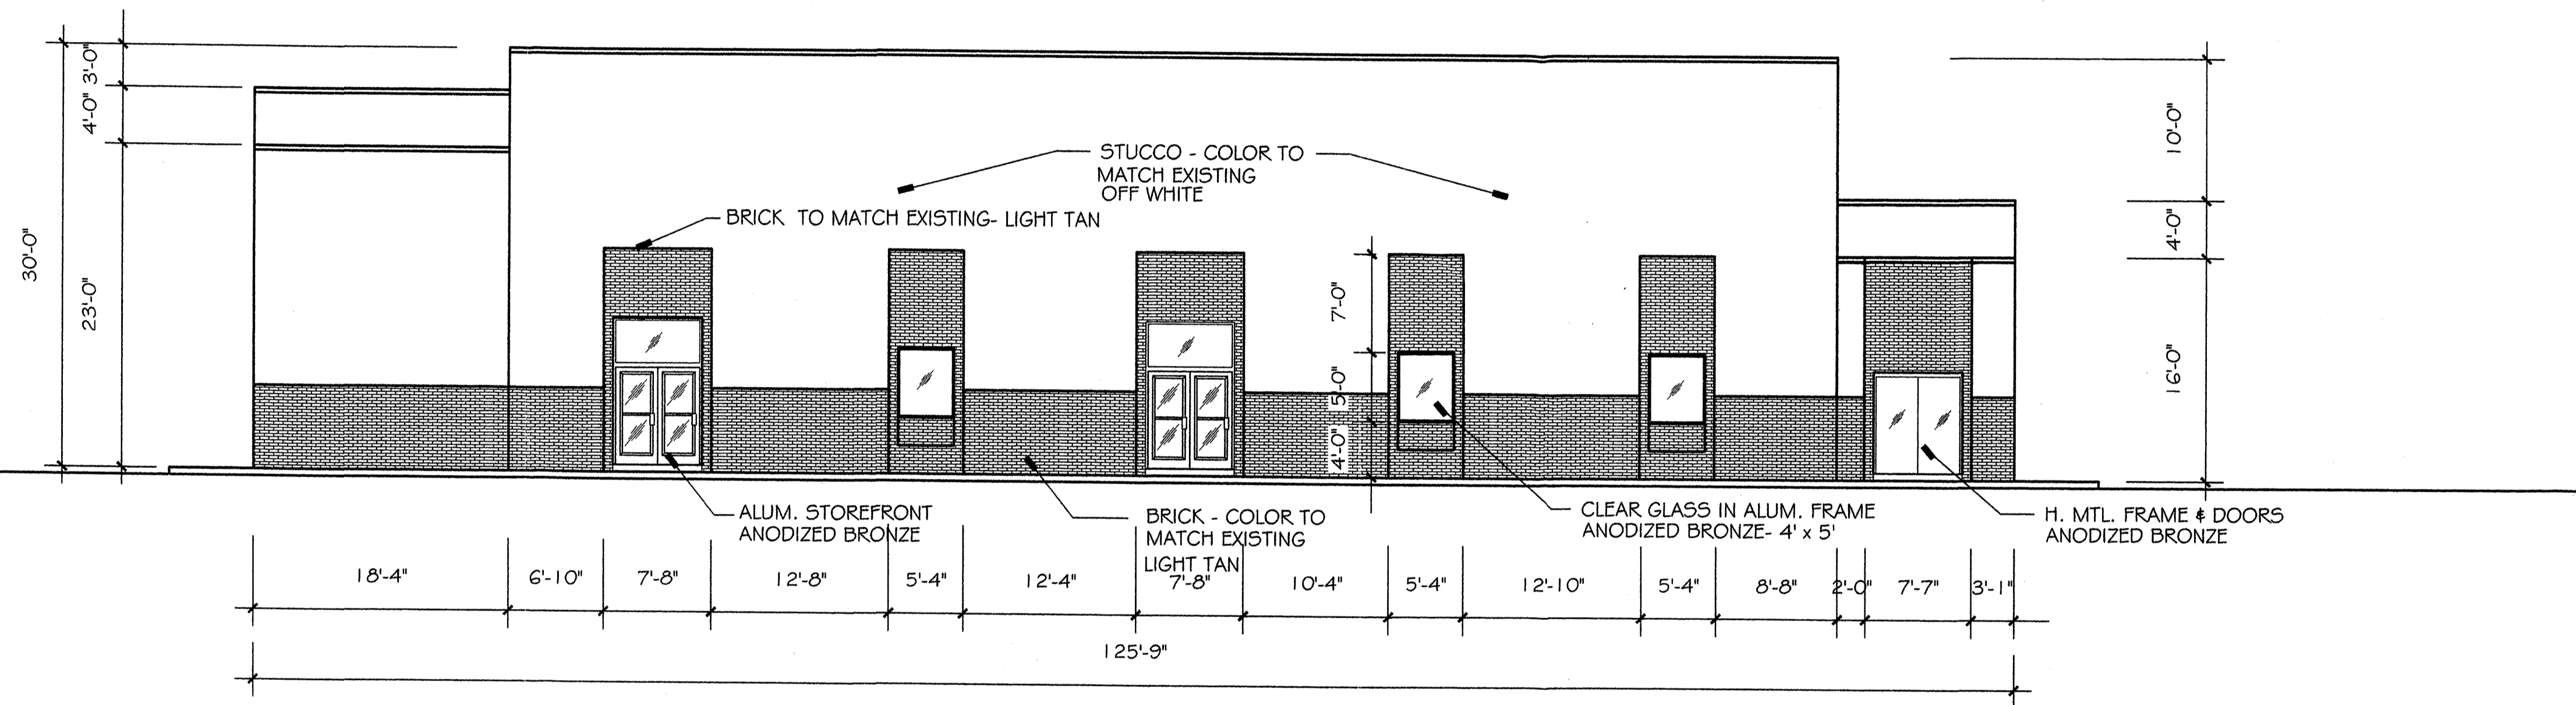 3'-0"
4'-0"
30'-0"
23'-0"
STUCCO - COLOR TO
MATCH EXISTING
OFF WHITE
BRICK TO MATCH EXISTING- LIGHT TAN
10'-0"
4'-0"
16'-0"
7'-0"
5'-0"
4'-0"
ALUM. STOREFRONT
ANODIZED BRONZE
BRICK - COLOR TO
MATCH EXISTING
LIGHT TAN
CLEAR GLASS IN ALUM. FRAME
ANODIZED BRONZE- 4' x 5'
H. MTL. FRAME & DOORS
ANODIZED BRONZE
18'-4" 6'-10" 7'-8" 12'-8" 5'-4" 12'-4" 7'-8" 10'-4" 5'-4" 12'-10" 5'-4" 8'-8" 2'-0" 7'-7" 3'-1"
125'-9"